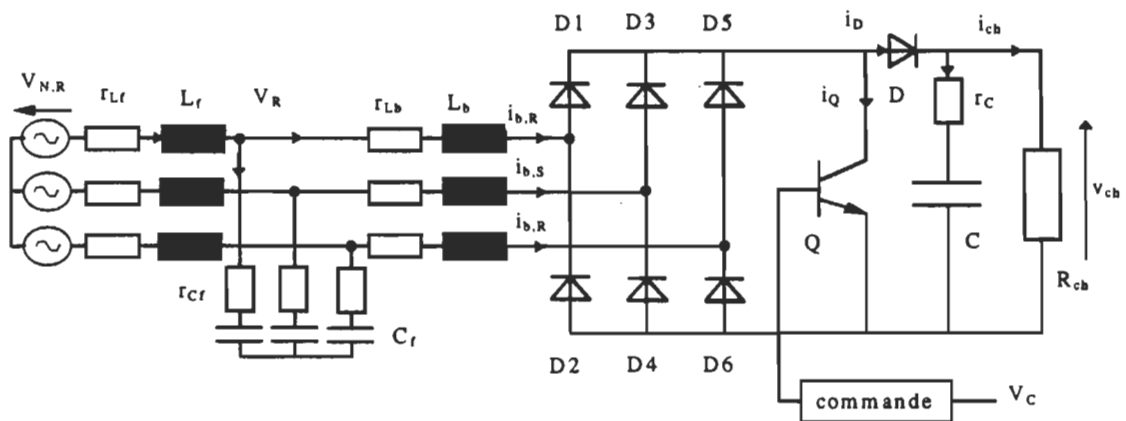 D1 D3 D5 i_D i_ch
V_N,R r_Lf L_f V_R r_Lb L_b i_b,R i_Q D r_C
i_b,S v_ch
i_b,R Q C
r_Cf R_ch
C_f
D2 D4 D6
commande V_C